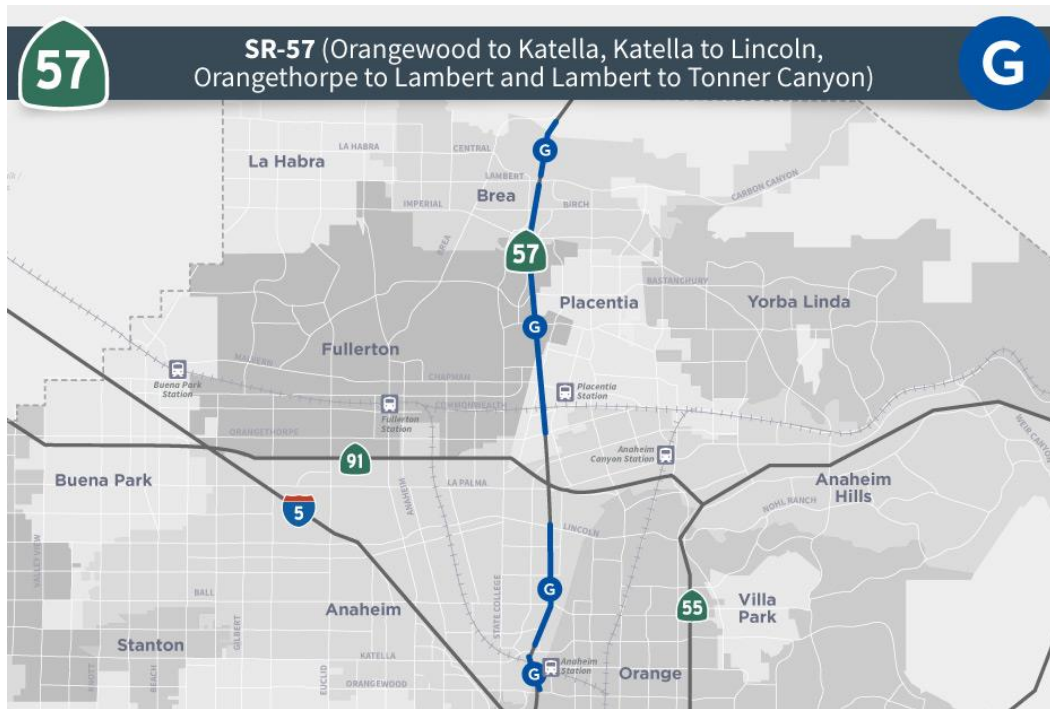 57
SR-57 (Orangewood to Katella, Katella to Lincoln,
Orangethorpe to Lambert and Lambert to Tonner Canyon)
G
La Habra
LA HABRA
CENTRAL
G
LAMBERT
Brea
IMPERIAL
BIRCH
CARBON CANYON
BREA
57
BASTANCHURY
Placentia
Yorba Linda
G
Fullerton
MALVERN
Buena Park
Station
CHAPMAN
Placentia
Station
COMMONWEALTH
Fullerton
Station
ORANGETHORPE
WEIR CANYON
91
Anaheim
Canyon Station
Buena Park
LA PALMA
Anaheim
Hills
ANAHEIM
NOHL RANCH
5
LINCOLN
VALLEY VIEW
BALL
G
STATE COLLEGE
Anaheim
55
Villa
Park
GILBERT
Stanton
KATELLA
Anaheim
Station
G
Orange
EUCLID
ORANGEWOOD
KNOTT
BEACH